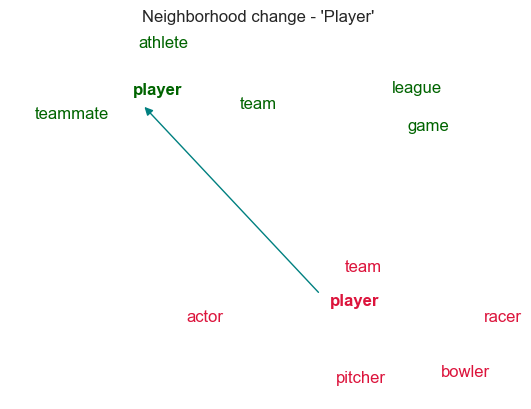 Neighborhood change - 'Player'
athlete
player
league
team
teammate
game
team
player
actor
racer
bowler
pitcher